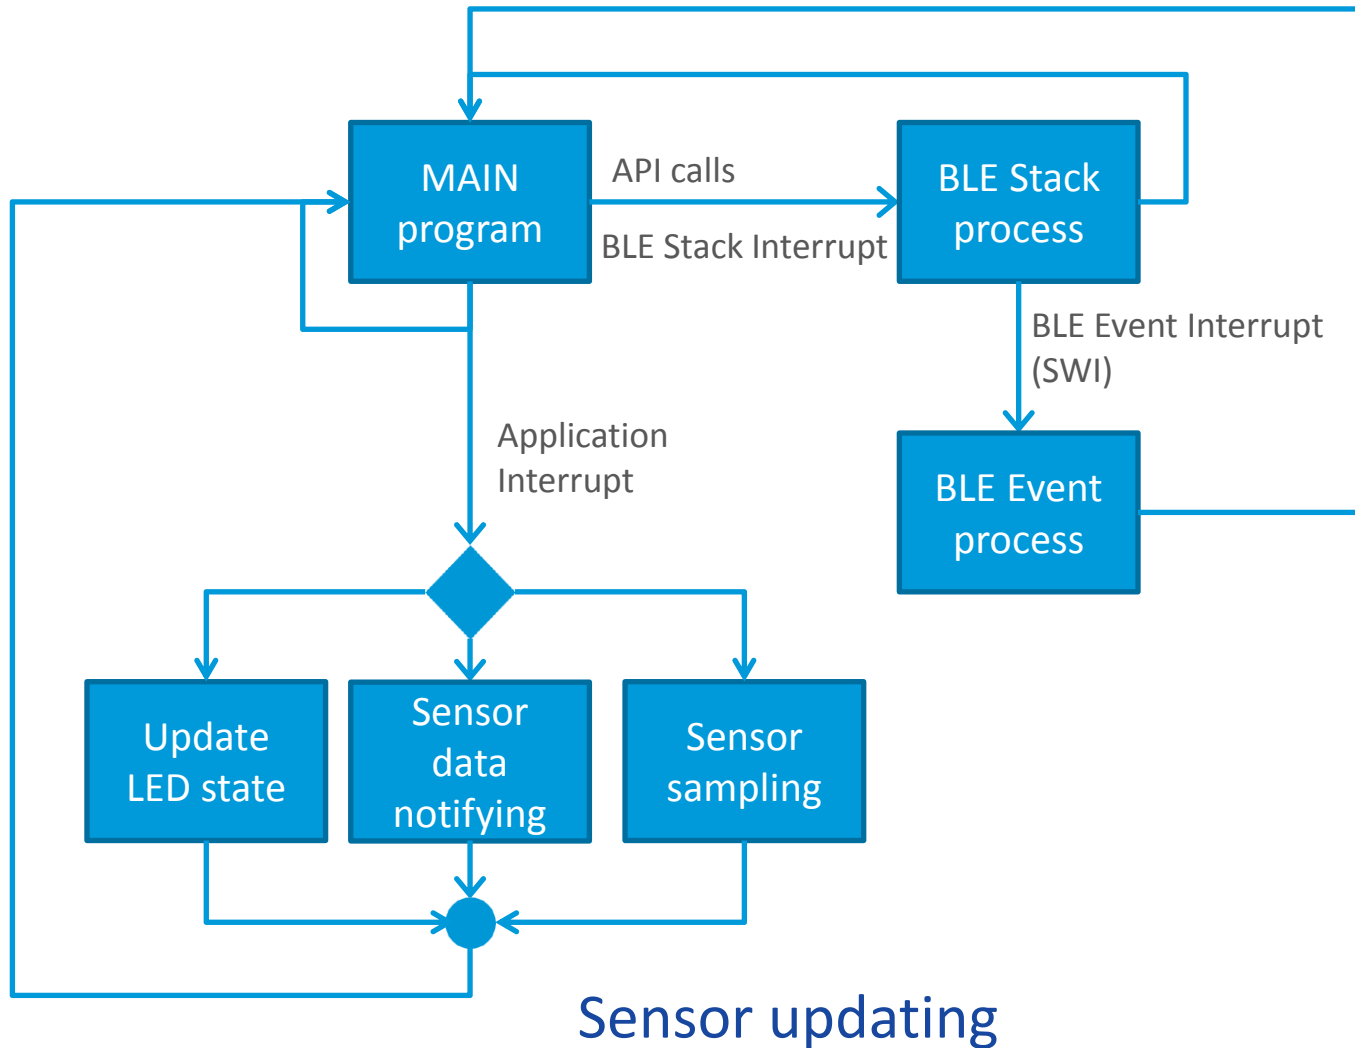 MAIN
program
API calls
BLE Stack Interrupt
BLE Stack
process
BLE Event Interrupt
(SWI)
Application
Interrupt
BLE Event
process
Update
LED state
Sensor
data
notifying
Sensor
sampling
Sensor updating